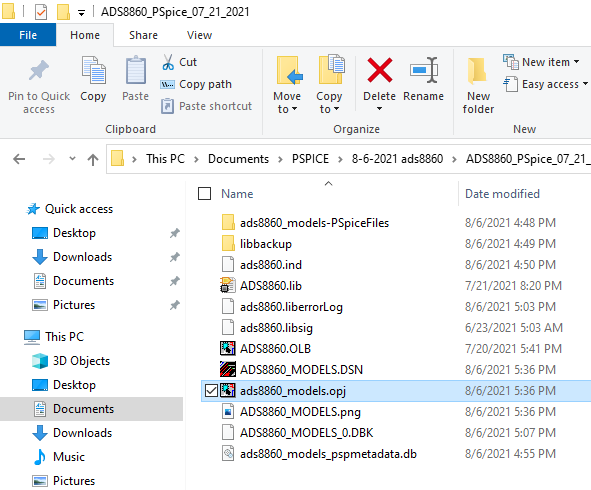 ADS8860_PSpice_07_21_2021
File Home Share View
Pin to Quick access
Copy
Paste
Cut
Copy path
Paste shortcut
Clipboard
Move to
Copy to
Delete
Rename
Organize
New folder
New item
Easy access
New
This PC > Documents > PSPICE > 8-6-2021 ads8860 > ADS8860_PSpice_07_21_
Name Date modified
Quick access
Desktop
Downloads
Documents
Pictures
This PC
3D Objects
Desktop
Documents
Downloads
Music
Pictures
ads8860_models-PSpiceFiles 8/6/2021 4:48 PM
libbackup 8/6/2021 4:49 PM
ads8860.ind 8/6/2021 4:50 PM
ADS8860.lib 7/21/2021 8:20 PM
ads8860.liberrorLog 8/6/2021 5:03 PM
ads8860.libsig 6/23/2021 5:03 AM
ADS8860.OLB 7/20/2021 5:41 PM
ADS8860_MODELS.DSN 8/6/2021 5:36 PM
ads8860_models.opj 8/6/2021 5:36 PM
ADS8860_MODELS.png 8/6/2021 5:36 PM
ADS8860_MODELS_0.DBK 8/6/2021 5:07 PM
ads8860_models_pspmetadata.db 8/6/2021 4:55 PM